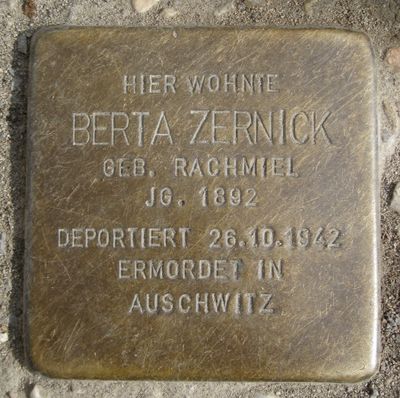 HIER WOHNTE
BERTA ZERNICK
GEB. RACHMIEL
JG. 1892
DEPORTIERT 26.10.1942
ERMORDET IN
AUSCHWITZ